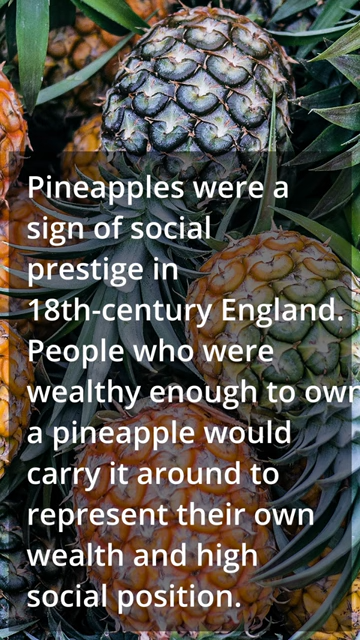 Pineapples were a
sign of social
prestige in
18th-century England.
People who were
wealthy enough to own
a pineapple would
carry it around to
represent their own
wealth and high
social position.